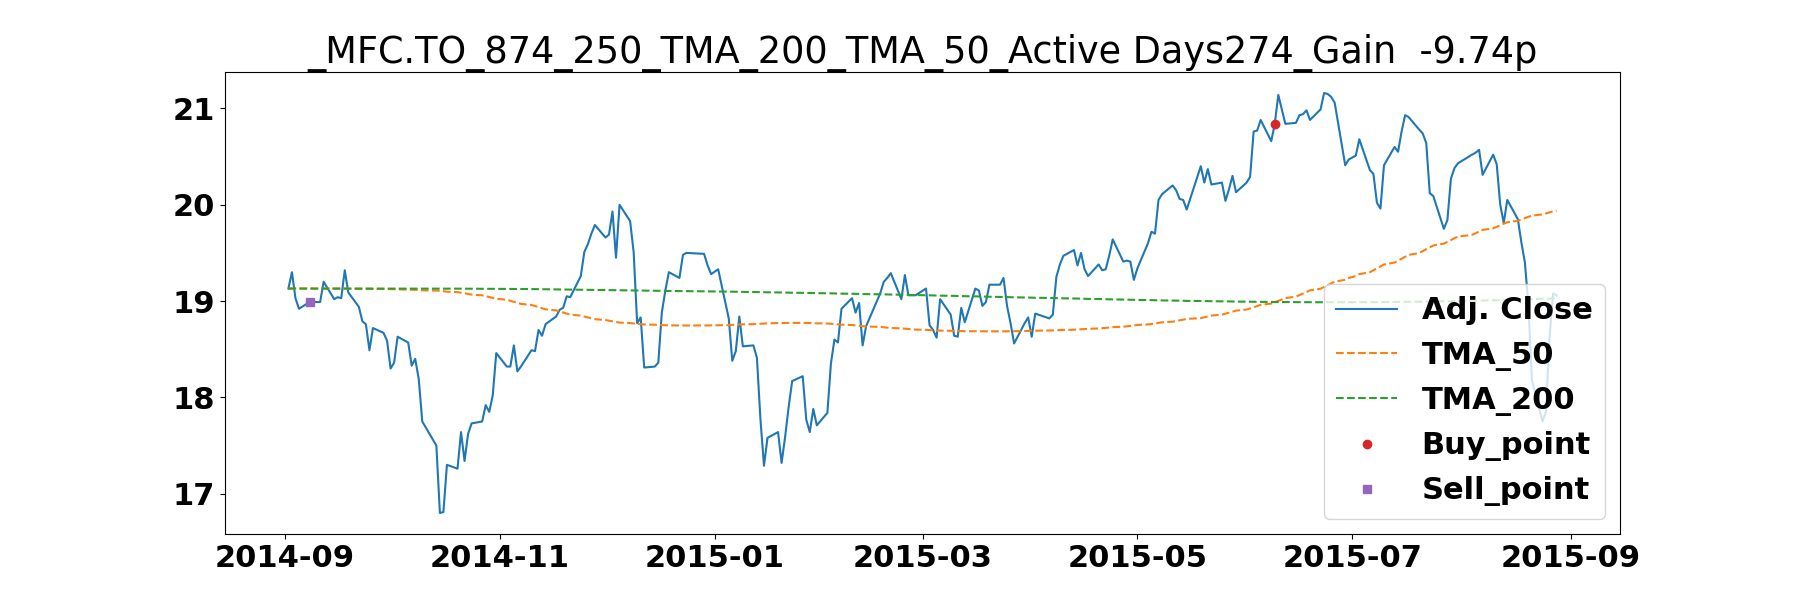 _MFC.TO_874_250_TMA_200_TMA_50_Active Days274_Gain  -9.74p
21
20
19
18
17
Adj. Close
TMA_50
TMA_200
Buy_point
Sell_point
2014-09 2014-11 2015-01 2015-03 2015-05 2015-07 2015-09